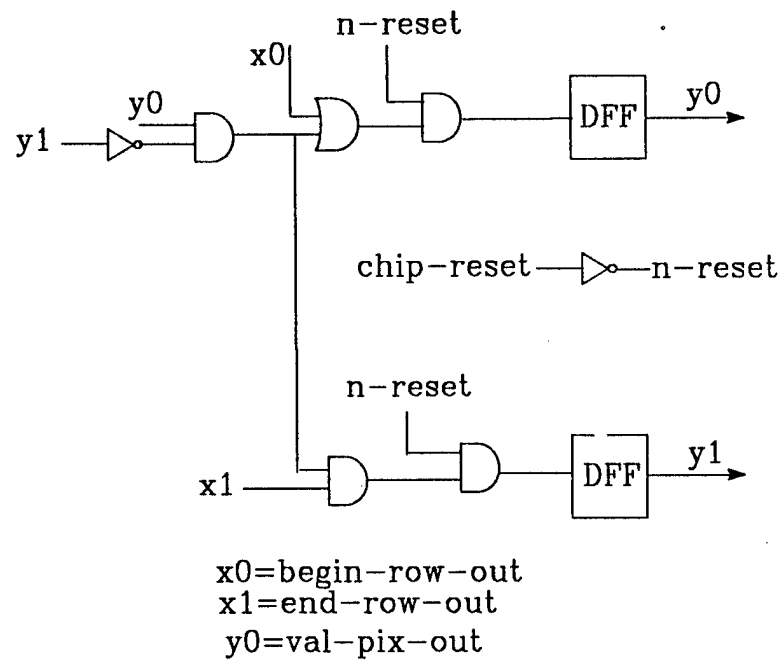 n-reset
x0
y0
y1
DFF
y0
chip-reset
n-reset
n-reset
x1
DFF
y1
x0=begin-row-out
x1=end-row-out
y0=val-pix-out